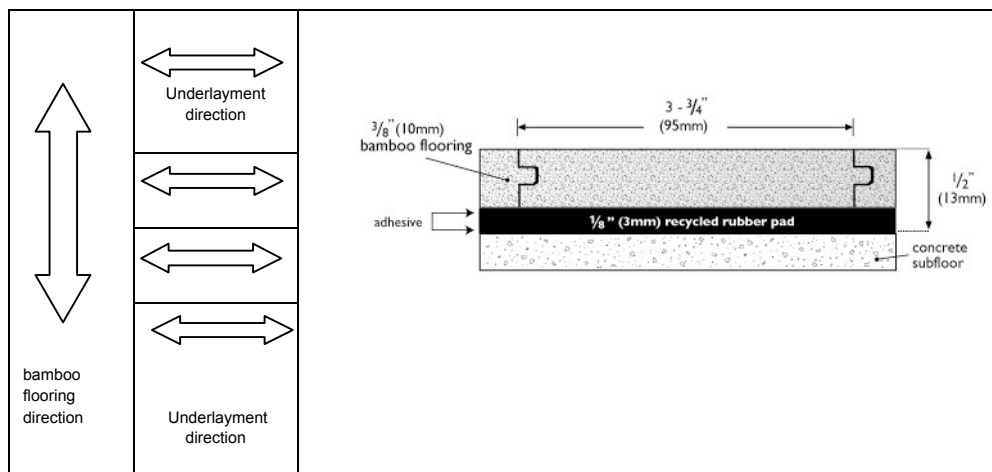 Underlayment
direction
bamboo
flooring
direction
Underlayment
direction
3 - ¾"
(95mm)
⅜" (10mm)
bamboo flooring
½"
(13mm)
adhesive
⅛" (3mm) recycled rubber pad
concrete
subfloor